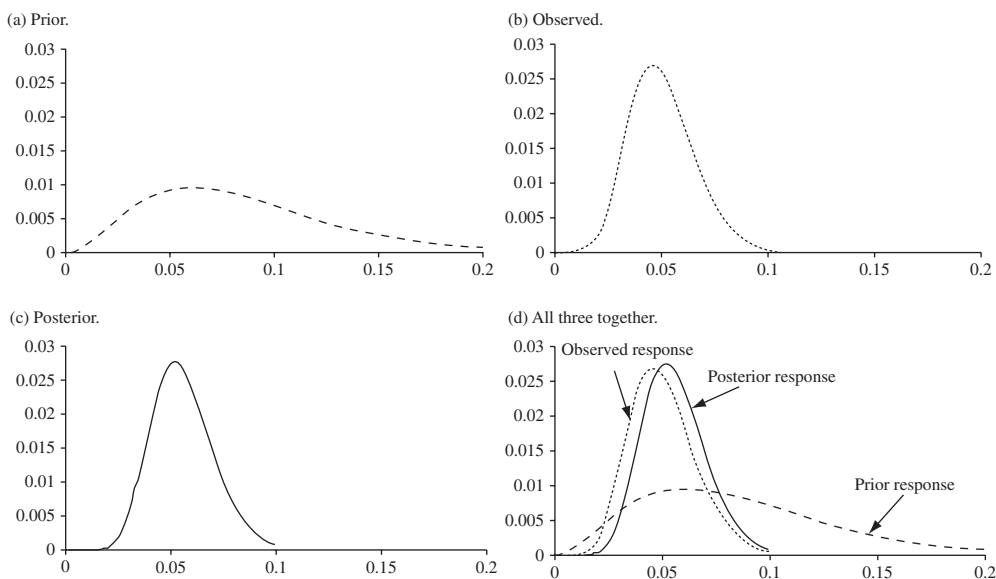 (a) Prior.
0.03
0.025
0.02
0.015
0.01
0.005
0
0 0.05 0.1 0.15 0.2
(b) Observed.
0.03
0.025
0.02
0.015
0.01
0.005
0
0 0.05 0.1 0.15 0.2
(c) Posterior.
0.03
0.025
0.02
0.015
0.01
0.005
0
0 0.05 0.1 0.15 0.2
(d) All three together.
0.03
0.025
0.02
0.015
0.01
0.005
0
Observed response
Posterior response
Prior response
0 0.05 0.1 0.15 0.2